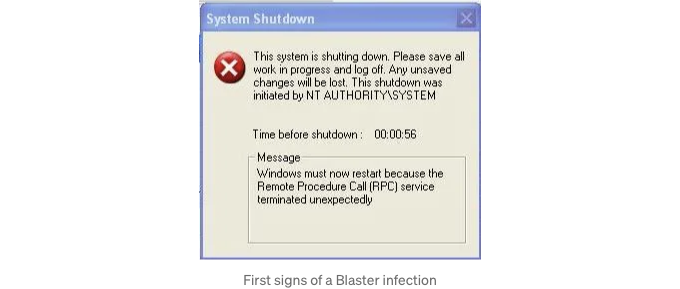 System Shutdown
This system is shutting down. Please save all
work in progress and log off. Any unsaved
changes will be lost. This shutdown was
initiated by NT AUTHORITY\SYSTEM
Time before shutdown : 00:00:56
Message
Windows must now restart because the
Remote Procedure Call (RPC) service
terminated unexpectedly
First signs of a Blaster infection